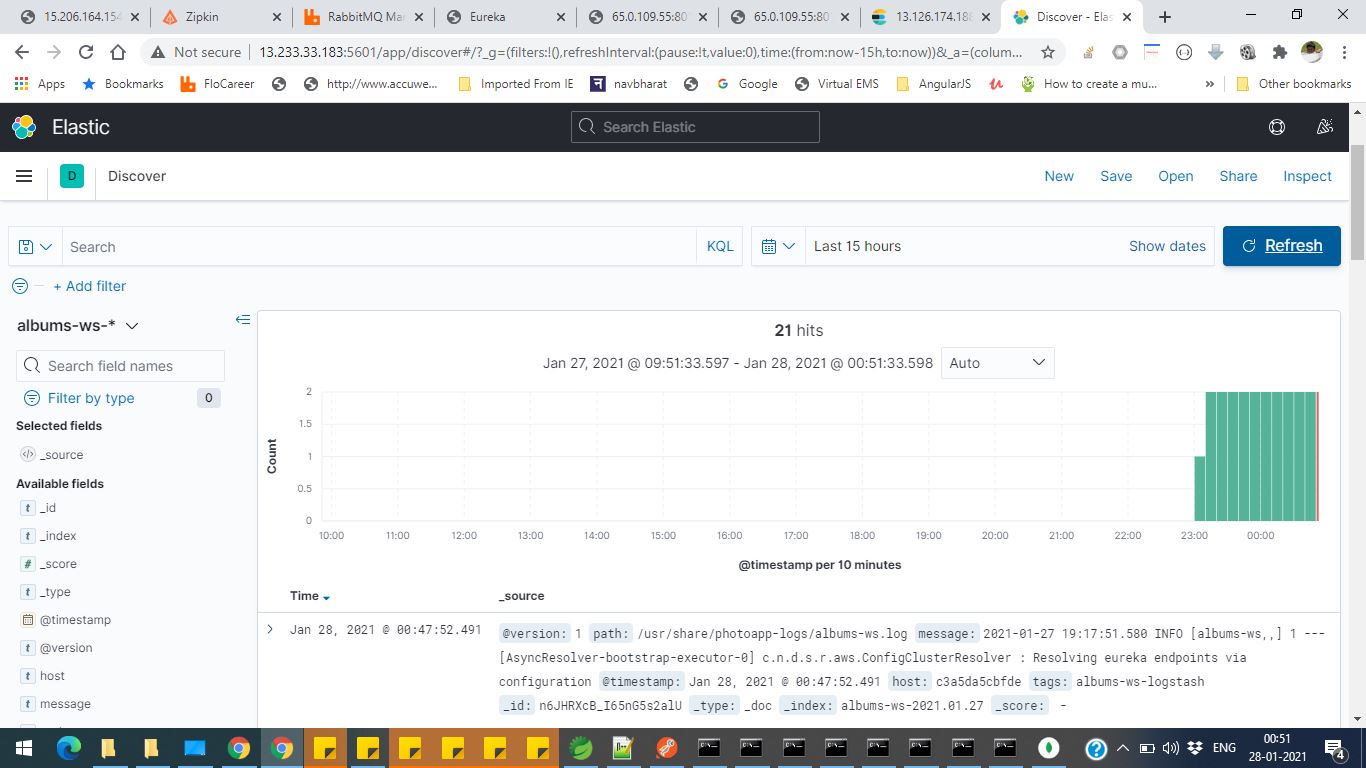 15.206.164.154
Zipkin
RabbitMQ Mar
Eureka
65.0.109.55:80
65.0.109.55:80
13.126.174.188
Discover - Elas
Not secure 13.233.33.183:5601/app/discover#/?_g=(filters:!(),refreshInterval:(pause:!t,value:0),time:(from:now-15h,to:now))&_a=(colum...
Apps Bookmarks FloCareer http://www.accuwe... Imported From IE navbharat Google Virtual EMS AngularJS How to create a mu... » Other bookmarks
Elastic
Search Elastic
D Discover
New Save Open Share Inspect
Search KQL
Last 15 hours Show dates
Refresh
+ Add filter
albums-ws-*
Search field names
Filter by type 0
Selected fields
_source
Available fields
t _id
t _index
# _score
t _type
@timestamp
t @version
t host
t message
21 hits
Jan 27, 2021 @ 09:51:33.597 - Jan 28, 2021 @ 00:51:33.598 Auto
Count
2
1.5
1
0.5
0
10:00 11:00 12:00 13:00 14:00 15:00 16:00 17:00 18:00 19:00 20:00 21:00 22:00 23:00 00:00
@timestamp per 10 minutes
Time _source
Jan 28, 2021 @ 00:47:52.491
@version: 1 path: /usr/share/photoapp-logs/albums-ws.log message: 2021-01-27 19:17:51.580 INFO [albums-ws,,] 1 ---
[AsyncResolver-bootstrap-executor-0] c.n.d.s.r.aws.ConfigClusterResolver : Resolving eureka endpoints via
configuration @timestamp: Jan 28, 2021 @ 00:47:52.491 host: c3a5da5cbfde tags: albums-ws-logstash
_id: n6JHRXcB_I65nG5s2alU _type: _doc _index: albums-ws-2021.01.27 _score: -
ENG
00:51
28-01-2021
4